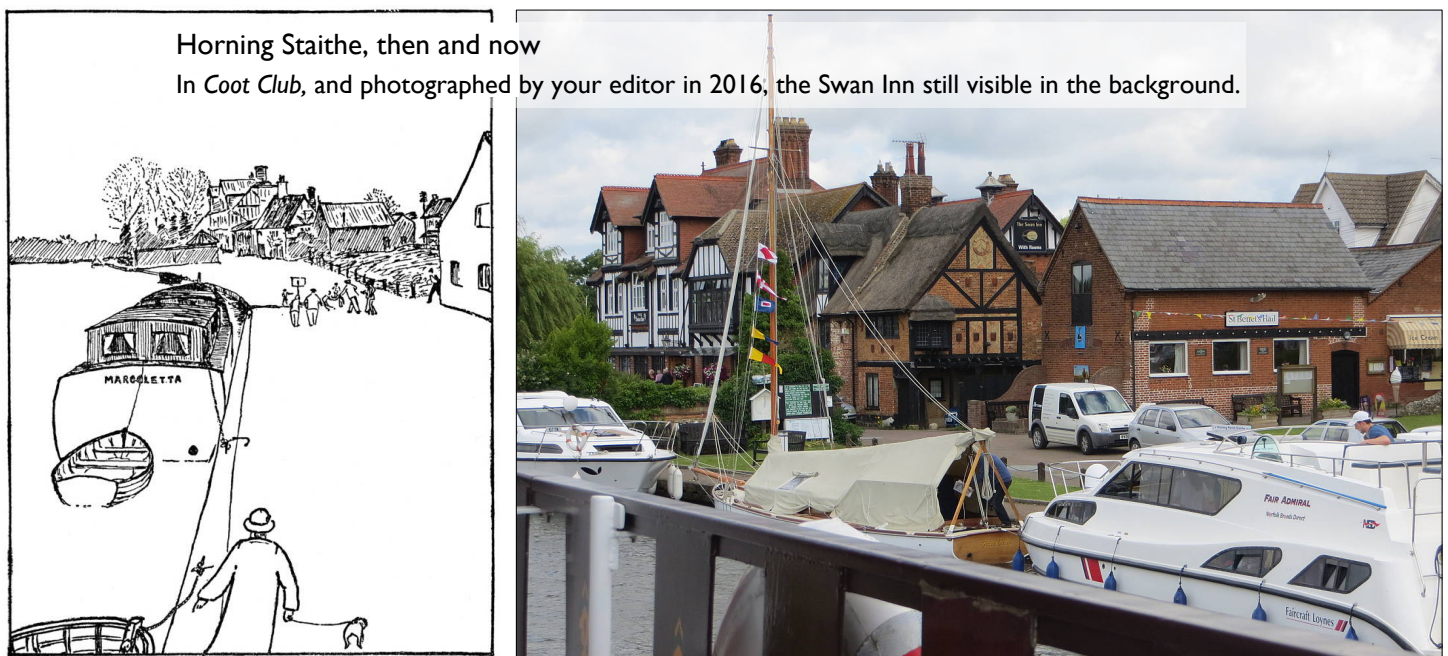 Horning Staithe, then and now
In Coot Club, and photographed by your editor in 2016, the Swan Inn still visible in the background.
MARGOLETTA
The Swan Inn
With Rooms
St Benet's Hall
Ice Cream
FAIR ADMIRAL
Norfolk Broads Direct
Faircraft Loynes